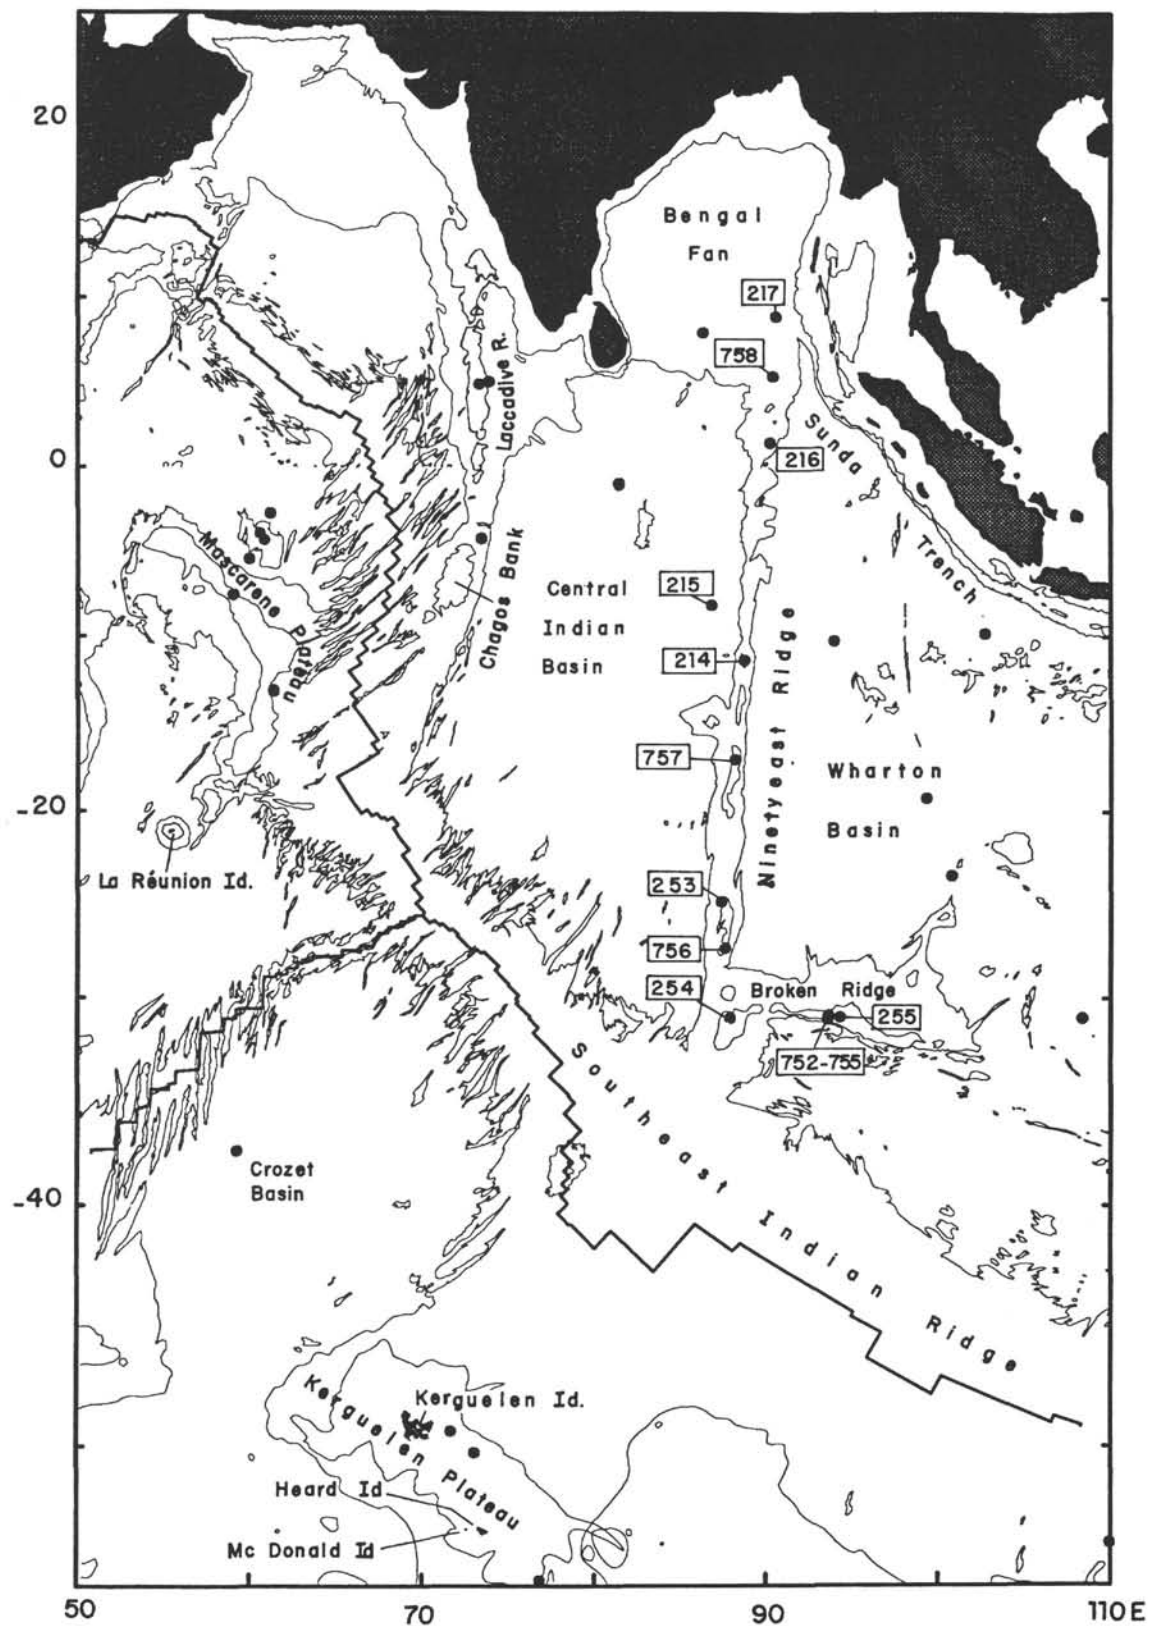 20
0
-20
-40
50
70
90
110 E
Bengal
Fan
217
758
216
Laccadive R.
Sunda Trench
Mascarene Plateau
Chagos Bank
Central
Indian
Basin
215
214
757
Ninetyeast Ridge
Wharton
Basin
La Réunion Id.
253
756
254
Broken Ridge
255
752-755
Southeast Indian Ridge
Crozet
Basin
Kerguelen Id.
Kerguelen Plateau
Heard Id
Mc Donald Id